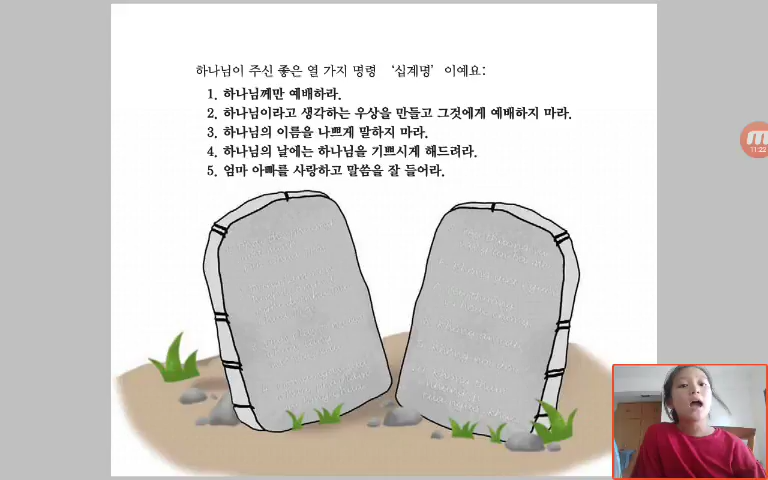 하나님이 주신 좋은 열 가지 명령 ‘십계명’ 이예요:
1. 하나님께만 예배하라.
2. 하나님이라고 생각하는 우상을 만들고 그것에게 예배하지 마라.
3. 하나님의 이름을 나쁘게 말하지 마라.
4. 하나님의 날에는 하나님을 기쁘시게 해드려라.
5. 엄마 아빠를 사랑하고 말씀을 잘 들어라.
11:22